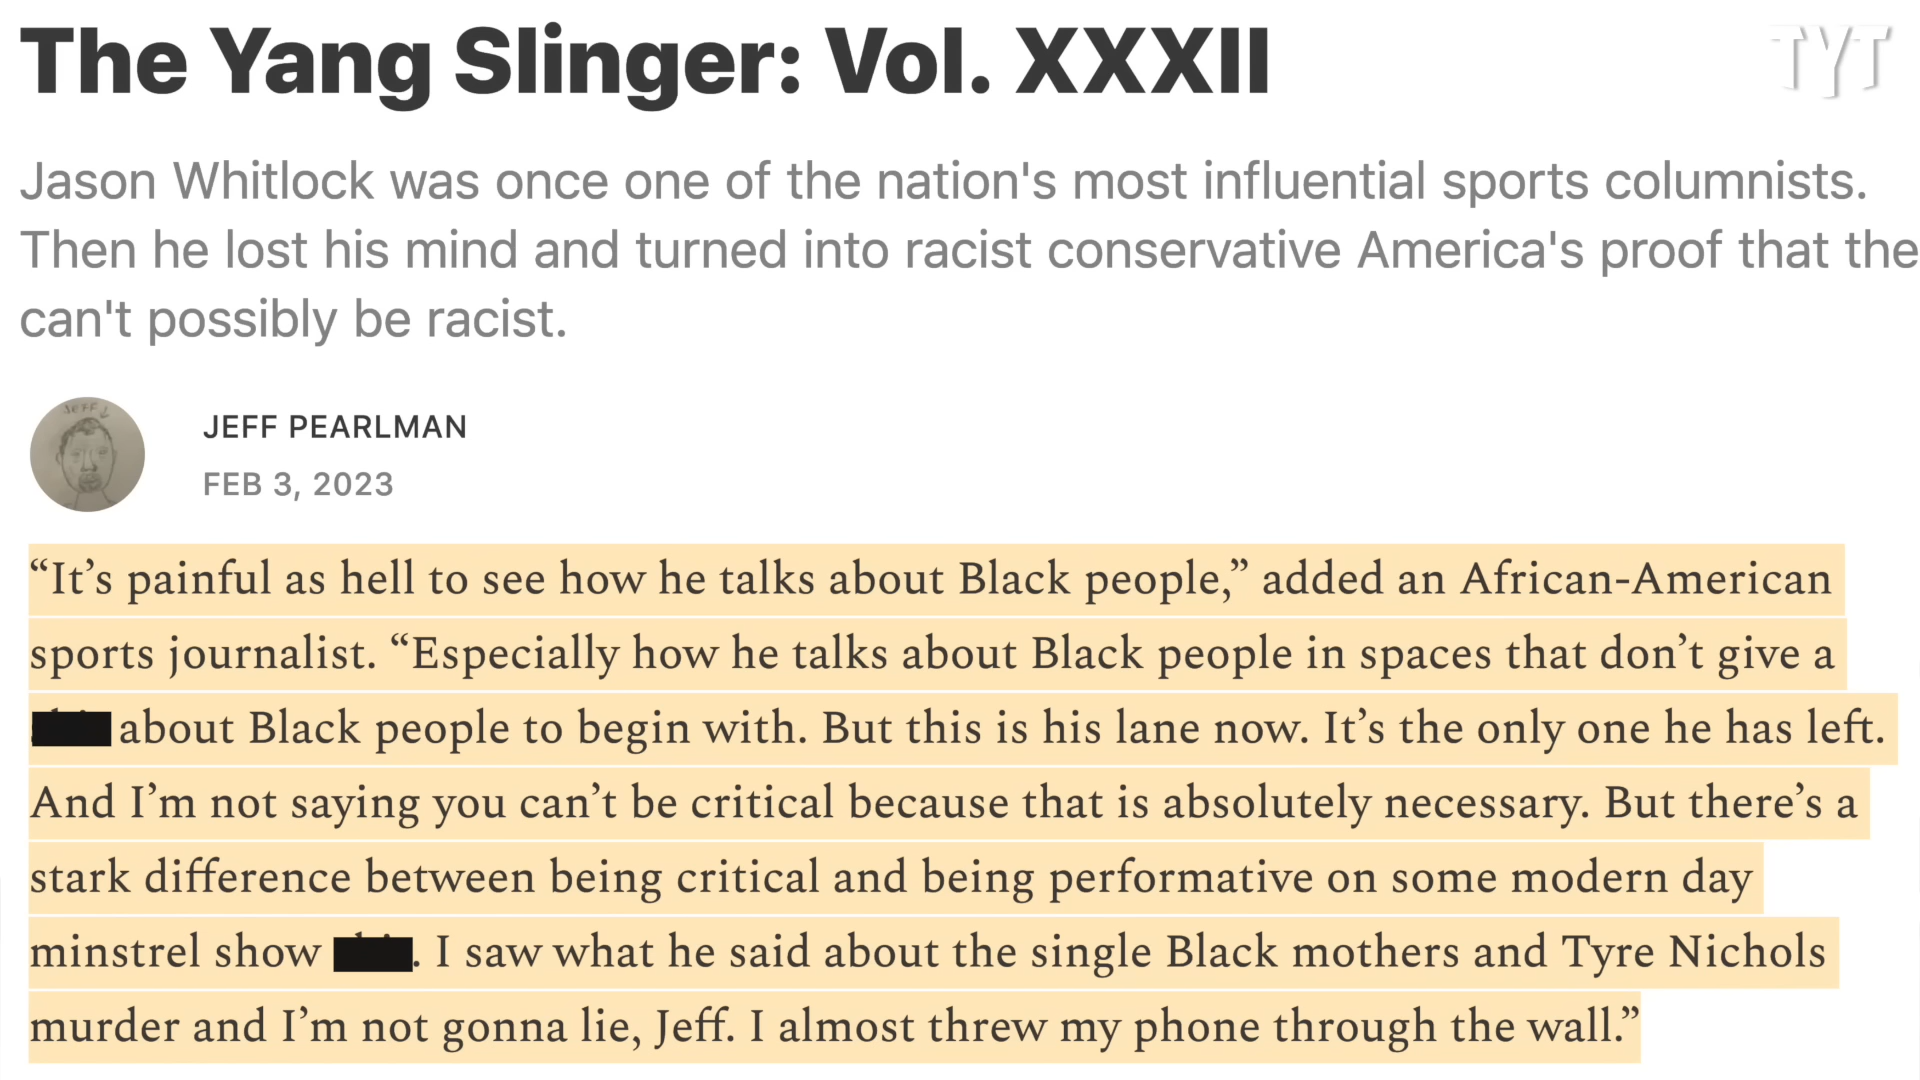 The Yang Slinger: Vol. XXXII
TYT
Jason Whitlock was once one of the nation's most influential sports columnists.
Then he lost his mind and turned into racist conservative America's proof that the
can't possibly be racist.
JEFF
JEFF PEARLMAN
FEB 3, 2023
“It’s painful as hell to see how he talks about Black people,” added an African-American
sports journalist. “Especially how he talks about Black people in spaces that don’t give a
about Black people to begin with. But this is his lane now. It’s the only one he has left.
And I’m not saying you can’t be critical because that is absolutely necessary. But there’s a
stark difference between being critical and being performative on some modern day
minstrel show . I saw what he said about the single Black mothers and Tyre Nichols
murder and I’m not gonna lie, Jeff. I almost threw my phone through the wall.”